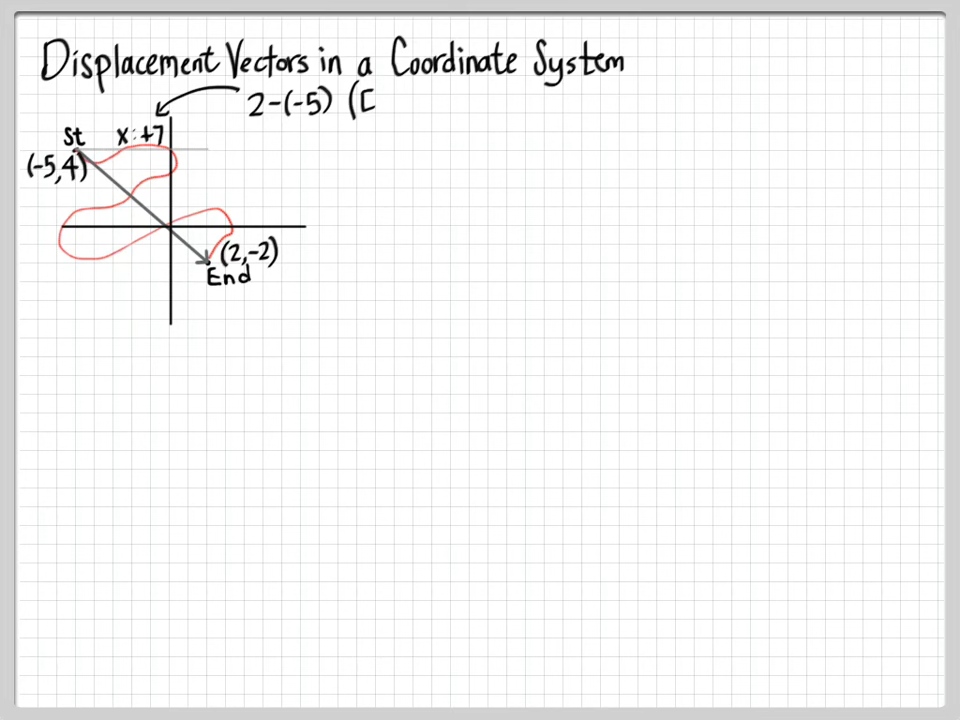 Displacement Vectors in a Coordinate System
2-(-5) (
St x:+7
(-5,4)
(2,-2)
End